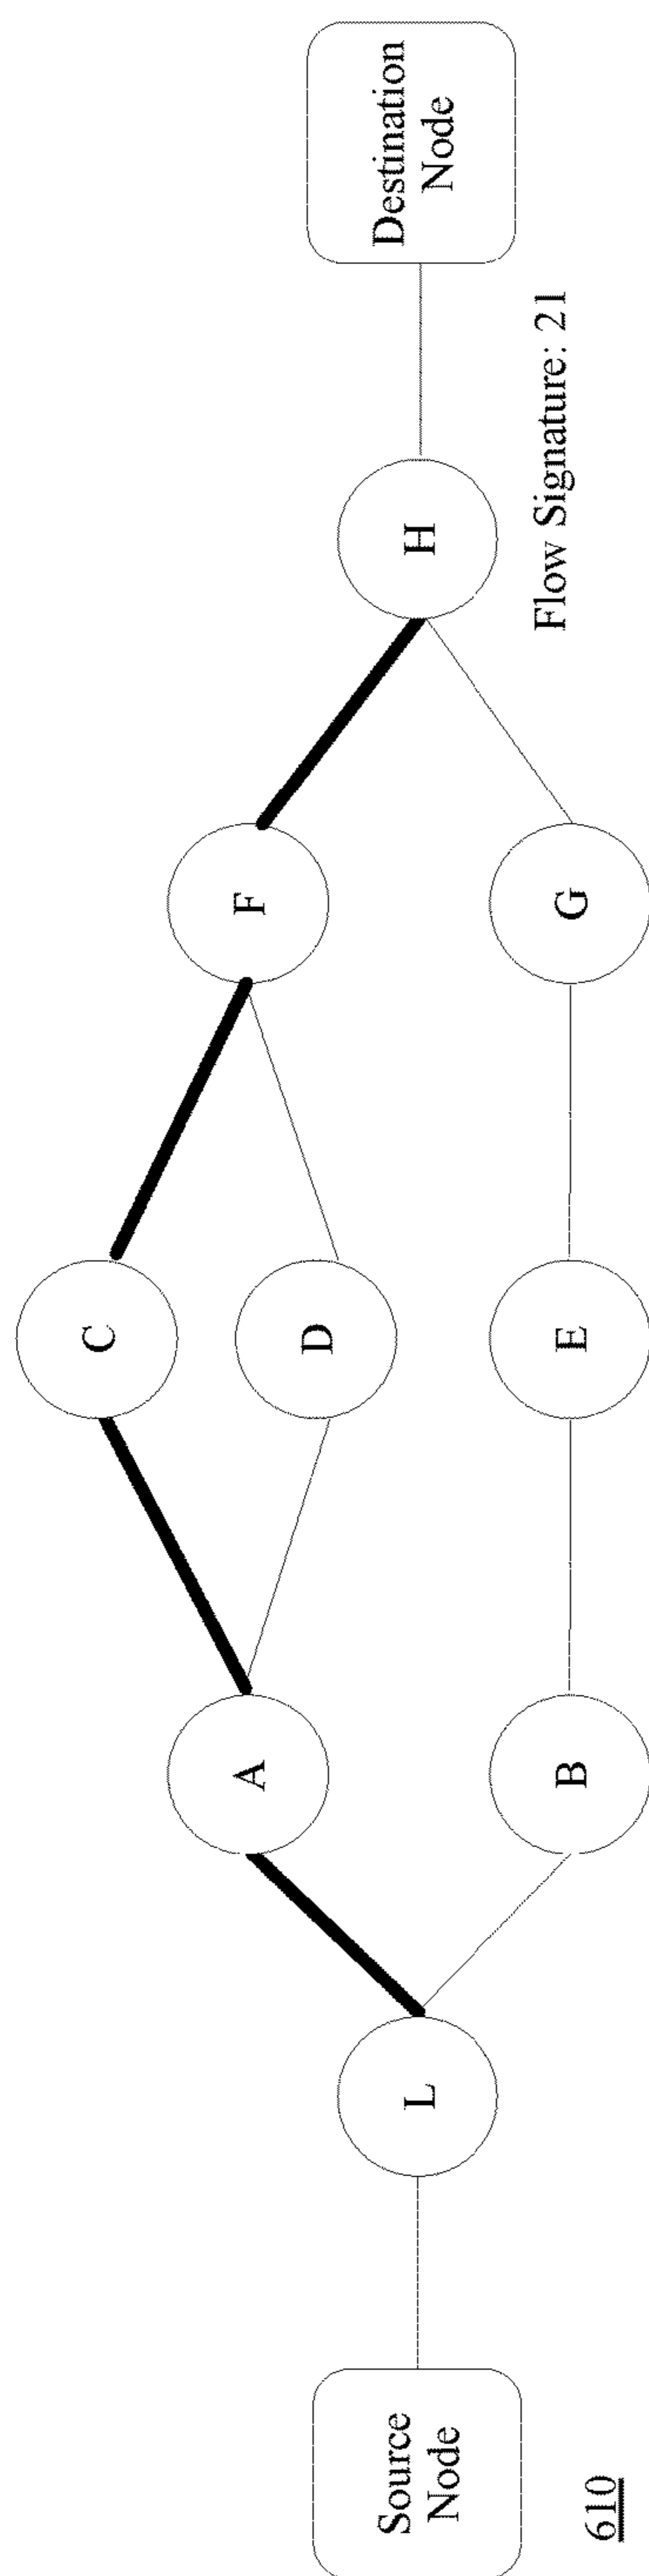 Source
Node
L
A
B
C
D
E
F
G
H
Destination
Node
Flow Signature: 21
610